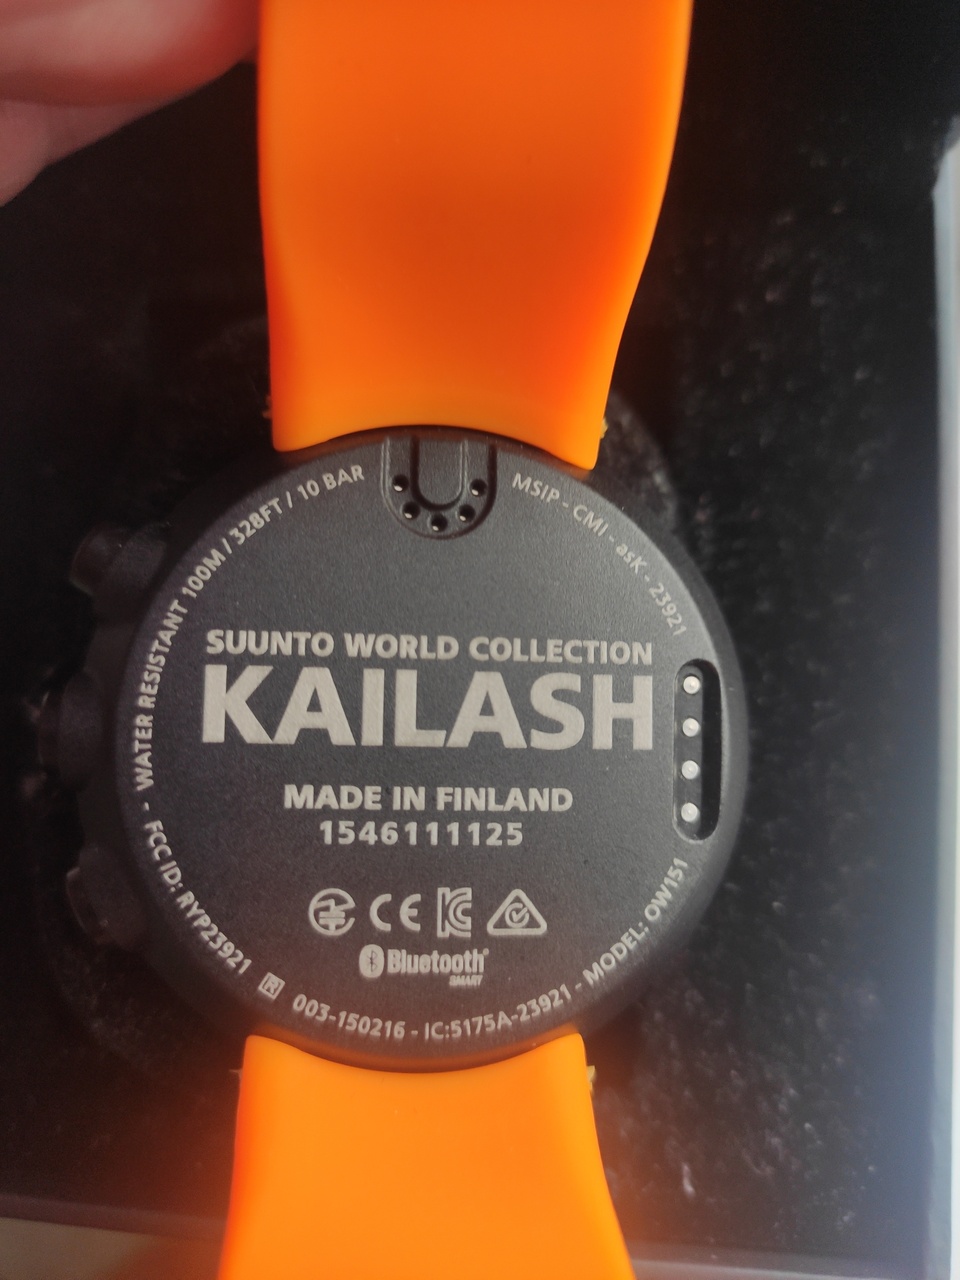 WATER RESISTANT 100M / 328FT / 10 BAR
MSIP - CMI - asK - 23921
SUUNTO WORLD COLLECTION
KAILASH
MADE IN FINLAND
1546111125
CE
Bluetooth
SMART
- FCC ID: RYP23921
R 003-150216 - IC:5175A-23921 - MODEL: OW151